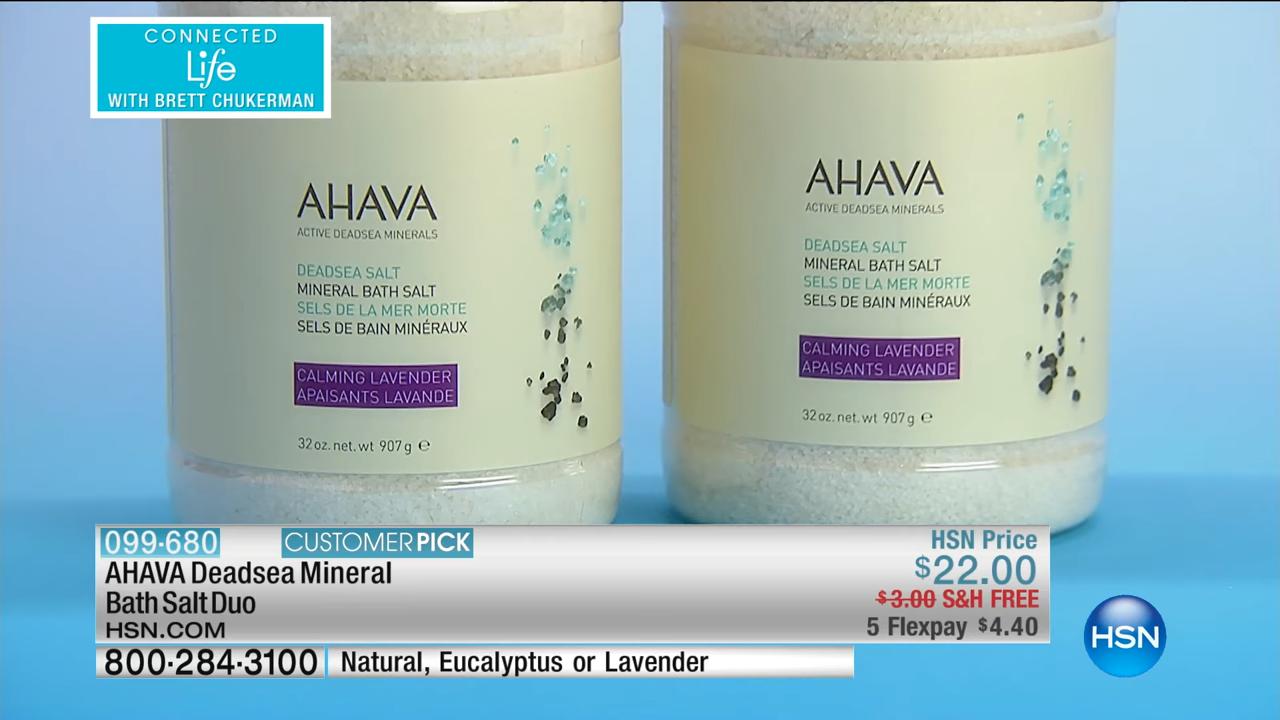 CONNECTED
Life
WITH BRETT CHUKERMAN
AHAVA
ACTIVE DEADSEA MINERALS
DEADSEA SALT
MINERAL BATH SALT
SELS DE LA MER MORTE
SELS DE BAIN MINÉRAUX
CALMING LAVENDER
APAISANTS LAVANDE
32 oz. net. wt 907g ℮
AHAVA
ACTIVE DEADSEA MINERALS
DEADSEA SALT
MINERAL BATH SALT
SELS DE LA MER MORTE
SELS DE BAIN MINÉRAUX
CALMING LAVENDER
APAISANTS LAVANDE
32 oz. net. wt 907g ℮
099-680 CUSTOMER PICK
AHAVA Deadsea Mineral
Bath Salt Duo
HSN.COM
HSN Price
$22.00
$3.00 S&H FREE
5 Flexpay $4.40
HSN
800·284·3100 Natural, Eucalyptus or Lavender